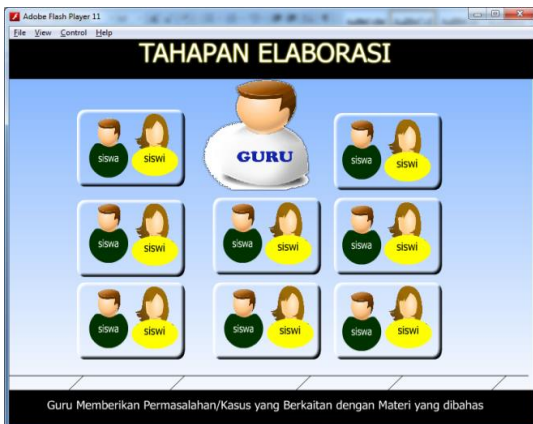 Adobe Flash Player 11
File View Control Help
TAHAPAN ELABORASI
GURU
siswa siswi
siswa siswi
siswa siswi
siswa siswi
siswa siswi
siswa siswi
siswa siswi
siswa siswi
Guru Memberikan Permasalahan/Kasus yang Berkaitan dengan Materi yang dibahas